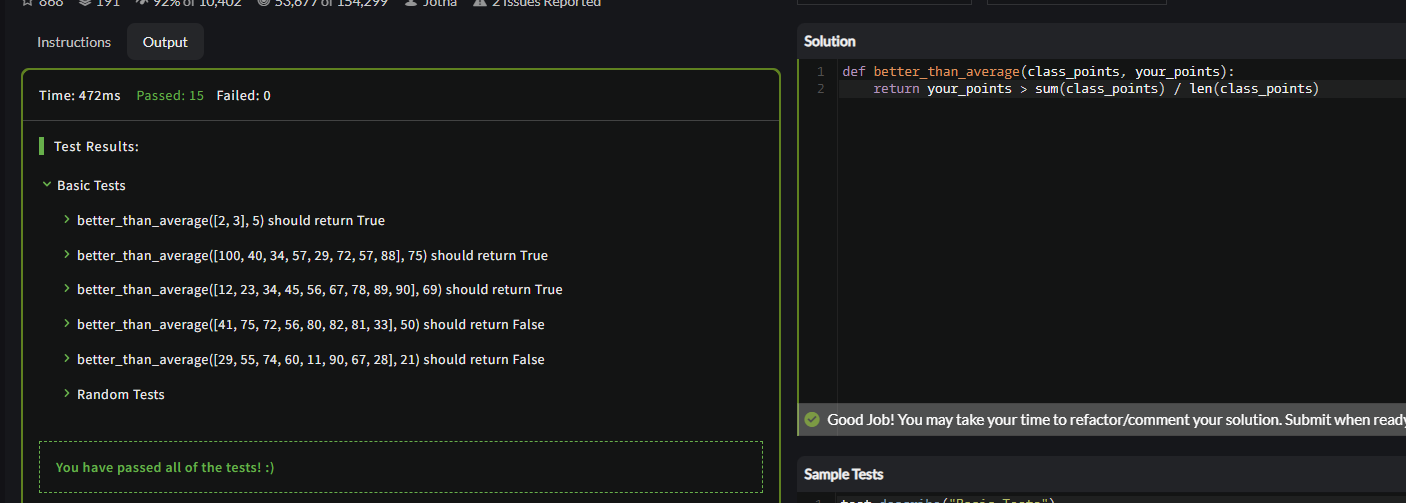 868 191 92% of 10,402 53,677 of 154,299 Jotha 2 Issues Reported
Instructions Output
Time: 472ms Passed: 15 Failed: 0
Test Results:
Basic Tests
better_than_average([2, 3], 5) should return True
better_than_average([100, 40, 34, 57, 29, 72, 57, 88], 75) should return True
better_than_average([12, 23, 34, 45, 56, 67, 78, 89, 90], 69) should return True
better_than_average([41, 75, 72, 56, 80, 82, 81, 33], 50) should return False
better_than_average([29, 55, 74, 60, 11, 90, 67, 28], 21) should return False
Random Tests
You have passed all of the tests! :)
Solution
1 def better_than_average(class_points, your_points):
2 return your_points > sum(class_points) / len(class_points)
Good Job! You may take your time to refactor/comment your solution. Submit when ready
Sample Tests
1 test.describe("Basic Tests")